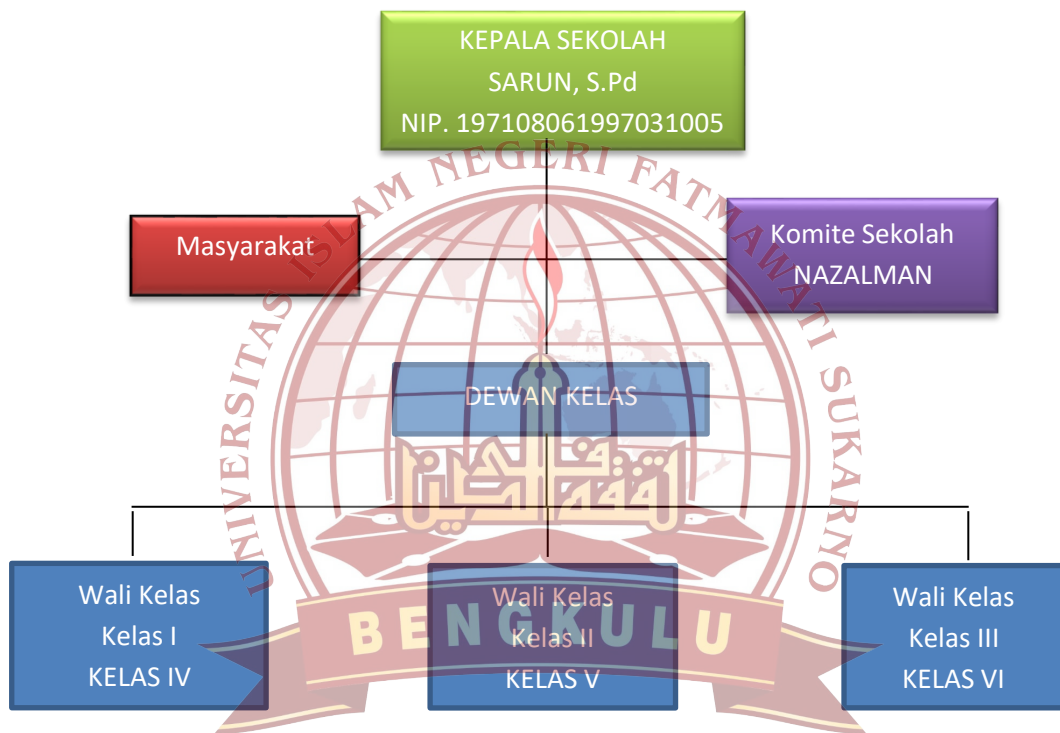 KEPALA SEKOLAH
SARUN, S.Pd
NIP. 197108061997031005
UNIVERSITAS ISLAM NEGERI FATMAWATI SUKARNO
Masyarakat
Komite Sekolah
NAZALMAN
DEWAN KELAS
Wali Kelas
Kelas I
KELAS IV
Wali Kelas
Kelas II
KELAS V
Wali Kelas
Kelas III
KELAS VI
BENGKULU